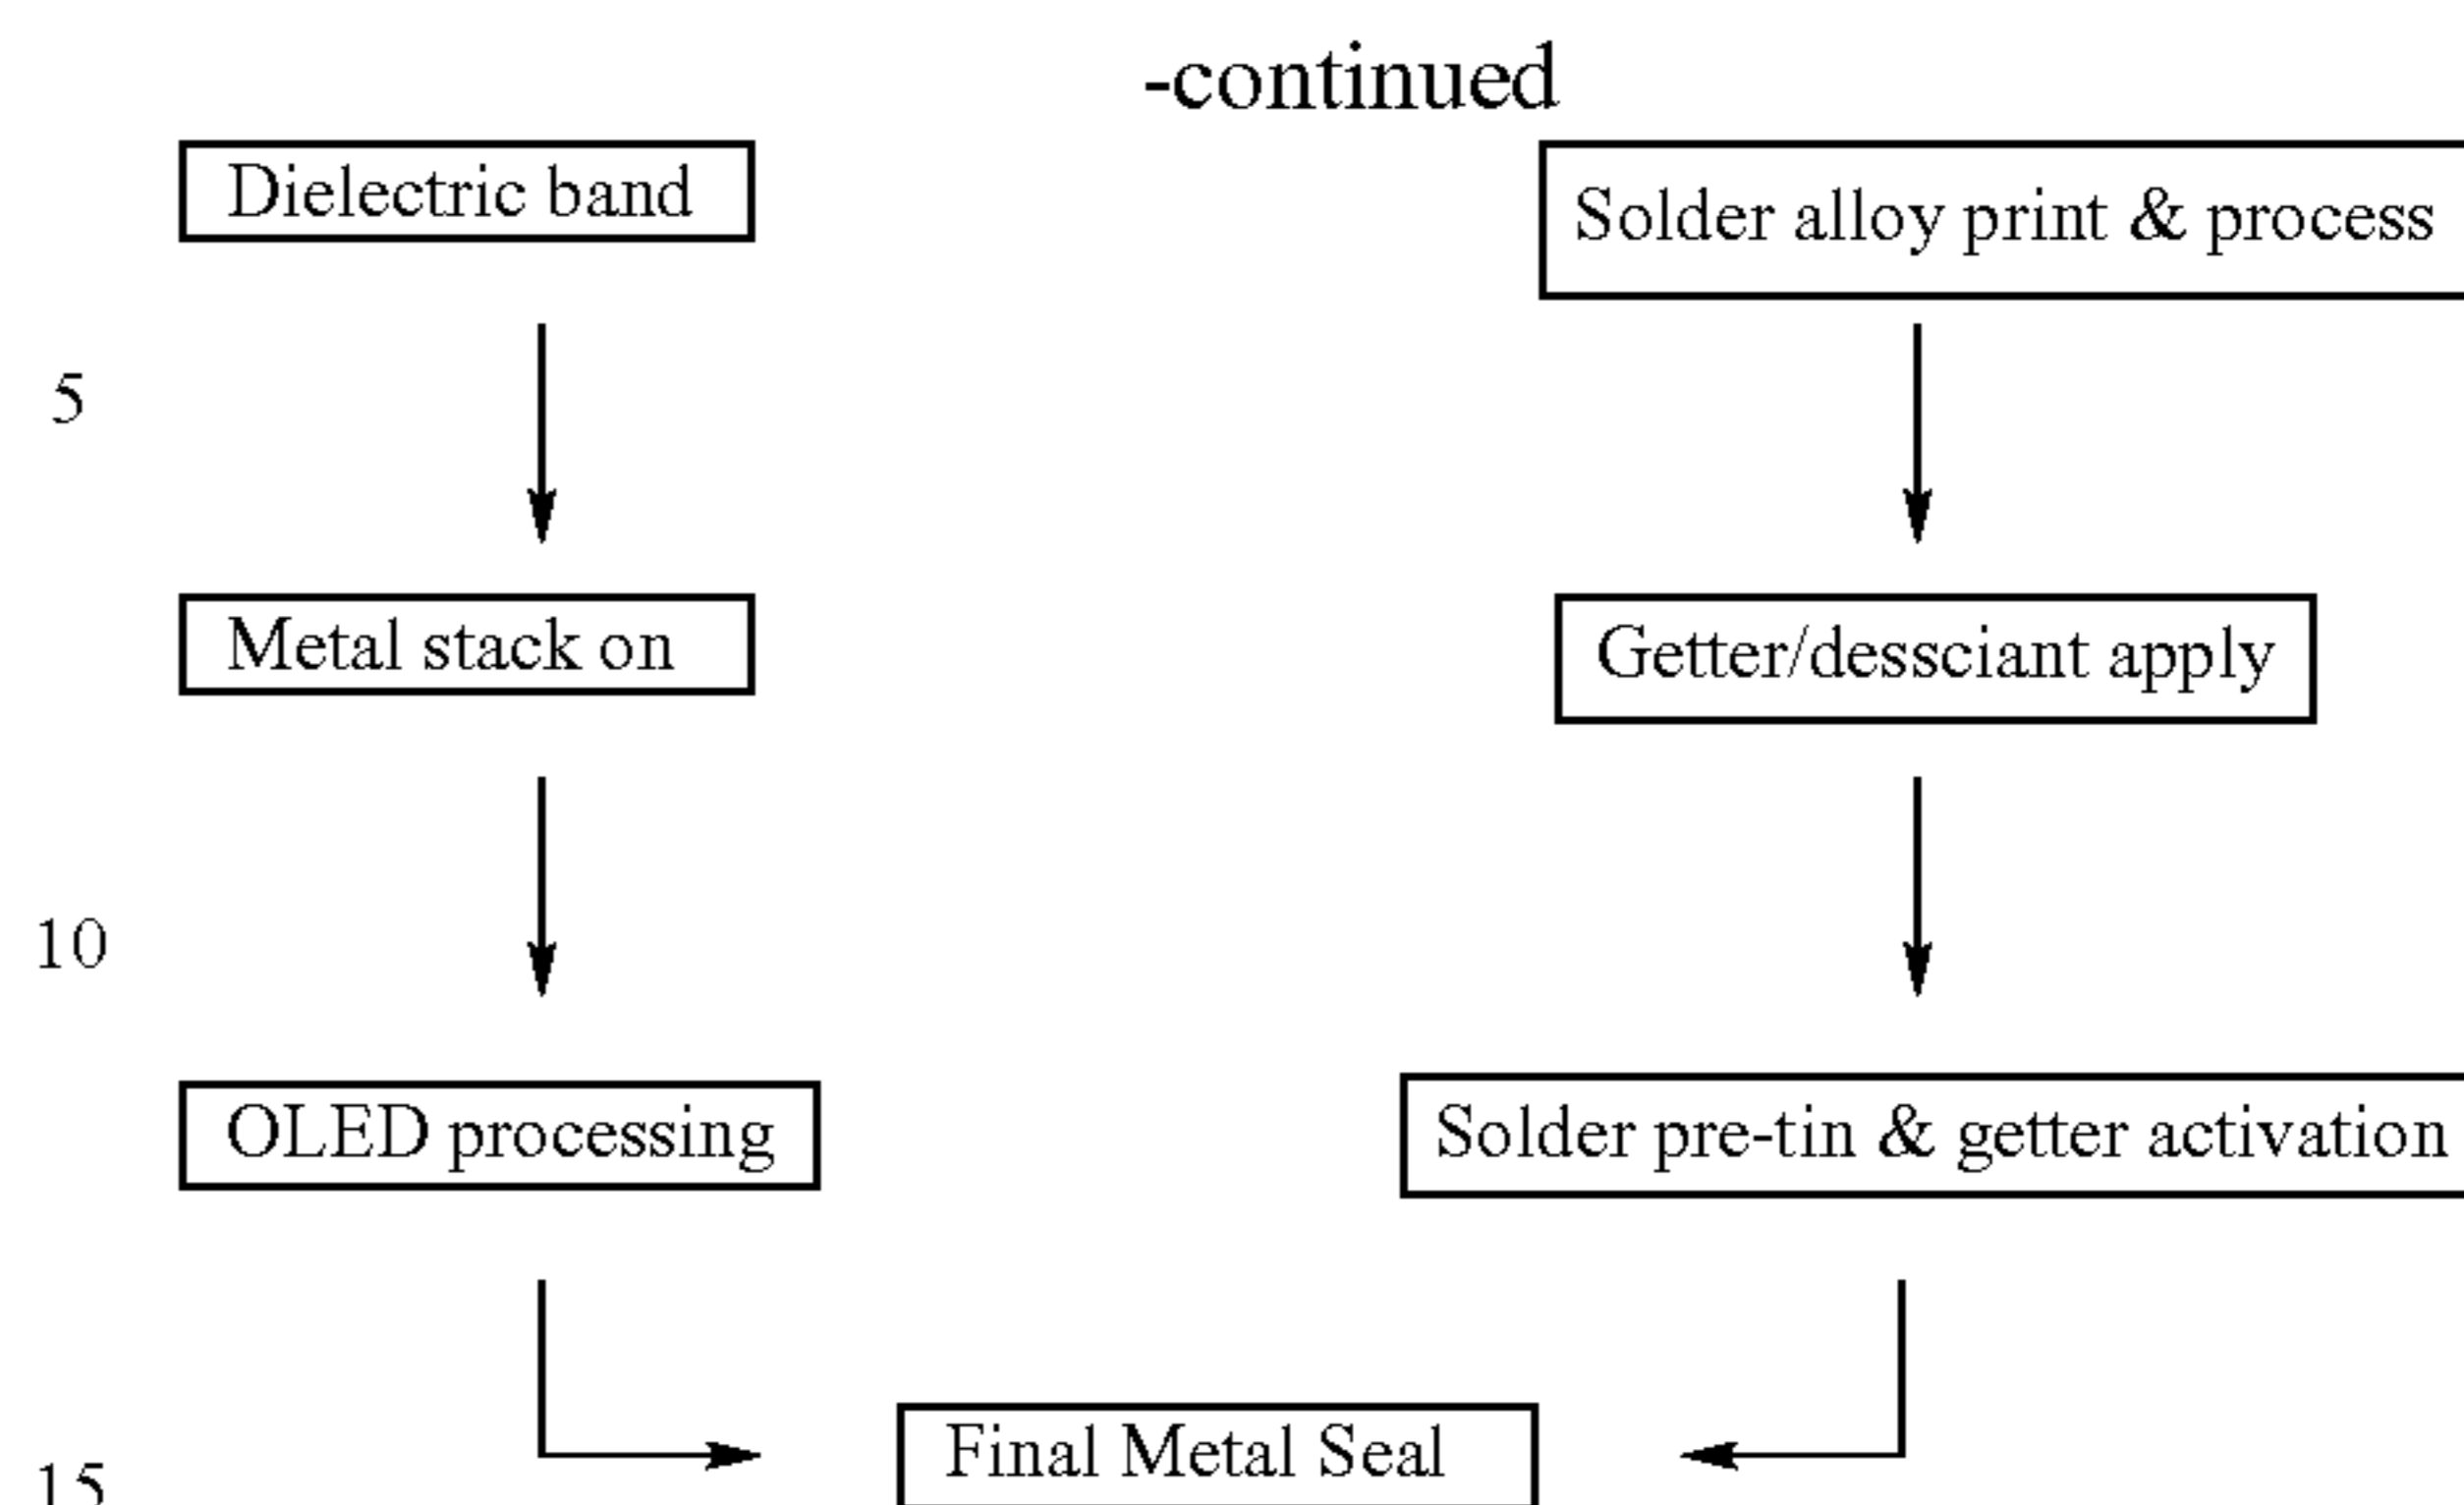 -continued
Dielectric band
Solder alloy print & process
5
Metal stack on
Getter/dessciant apply
10
OLED processing
Solder pre-tin & getter activation
Final Metal Seal
15